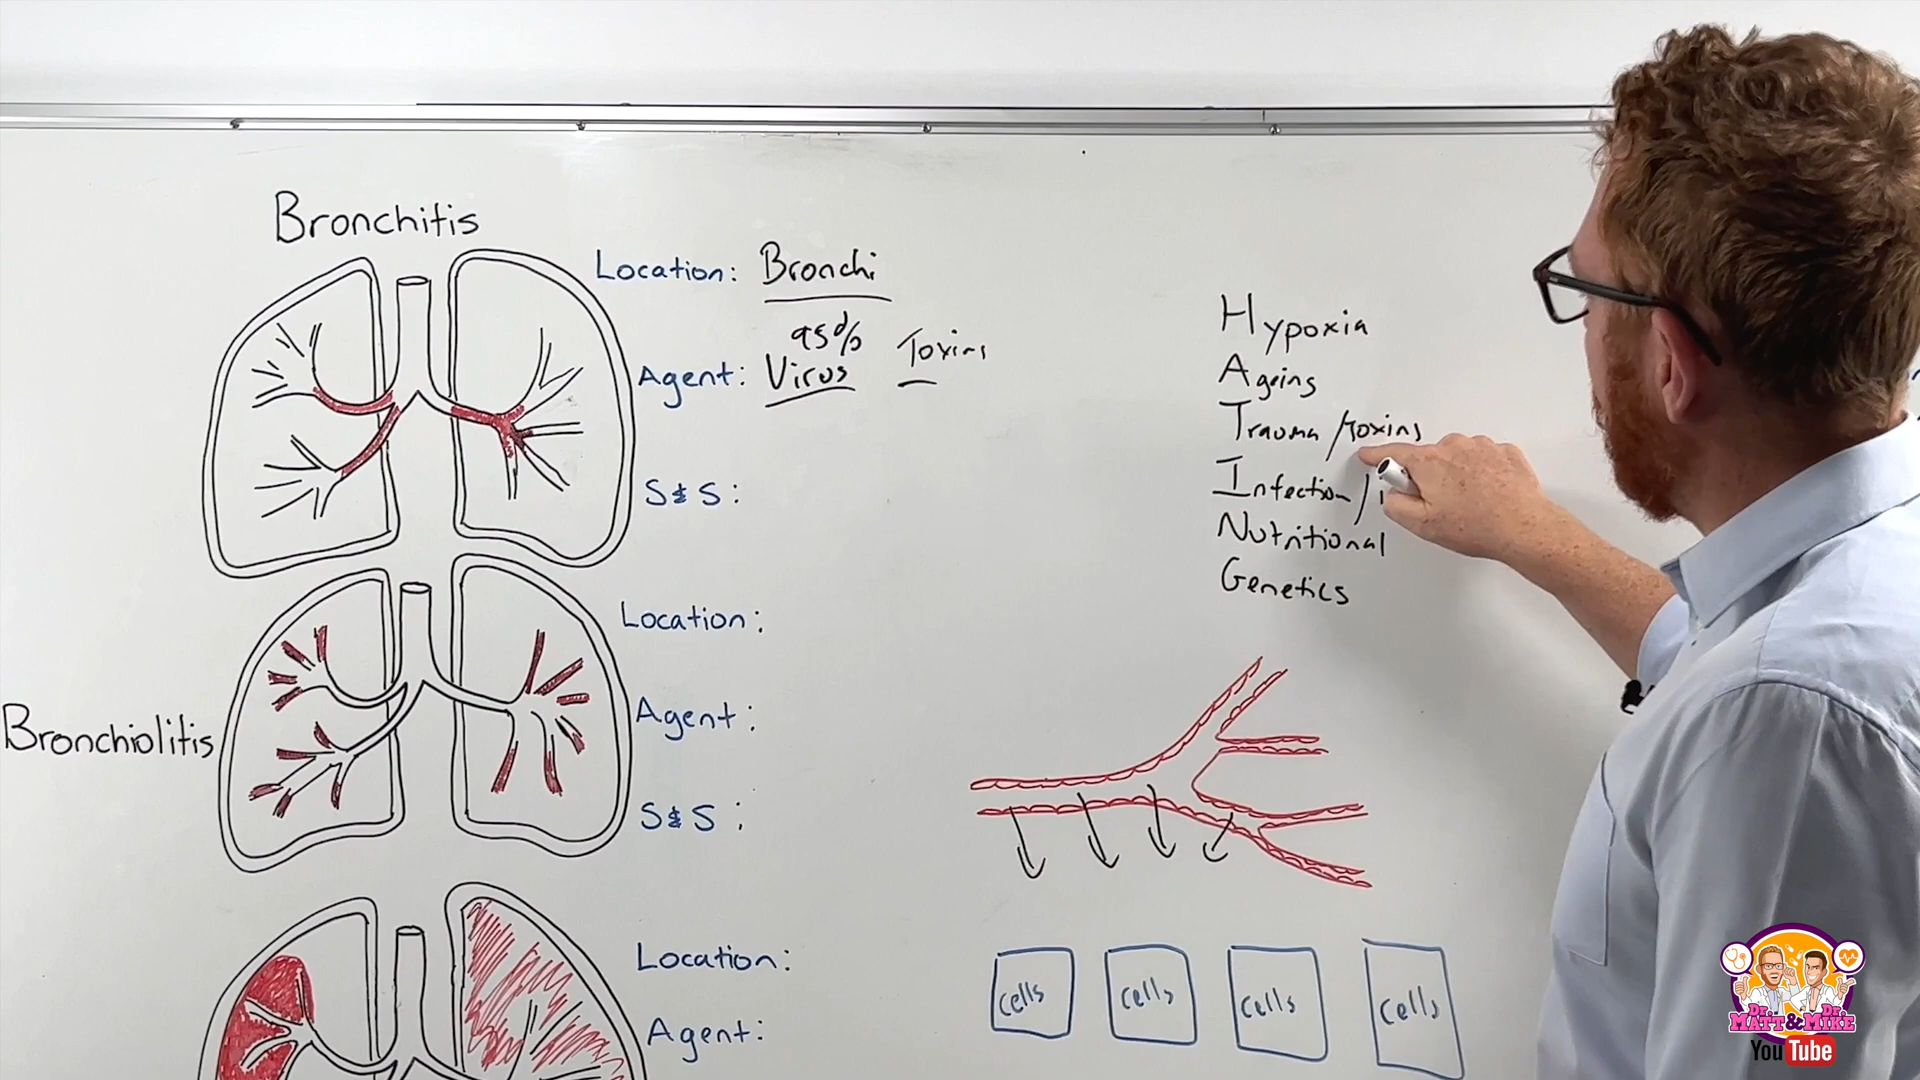 Bronchitis
Location: Bronchi
95%
Agent: Virus Toxins
S & S :
Hypoxia
Ageing
Trauma / Toxins
Infection / i
Nutritional
Genetics
Bronchiolitis
Location:
Agent:
S & S :
Location:
Agent:
cells cells cells cells
Dr. Dr.
MATT & MIKE
YouTube